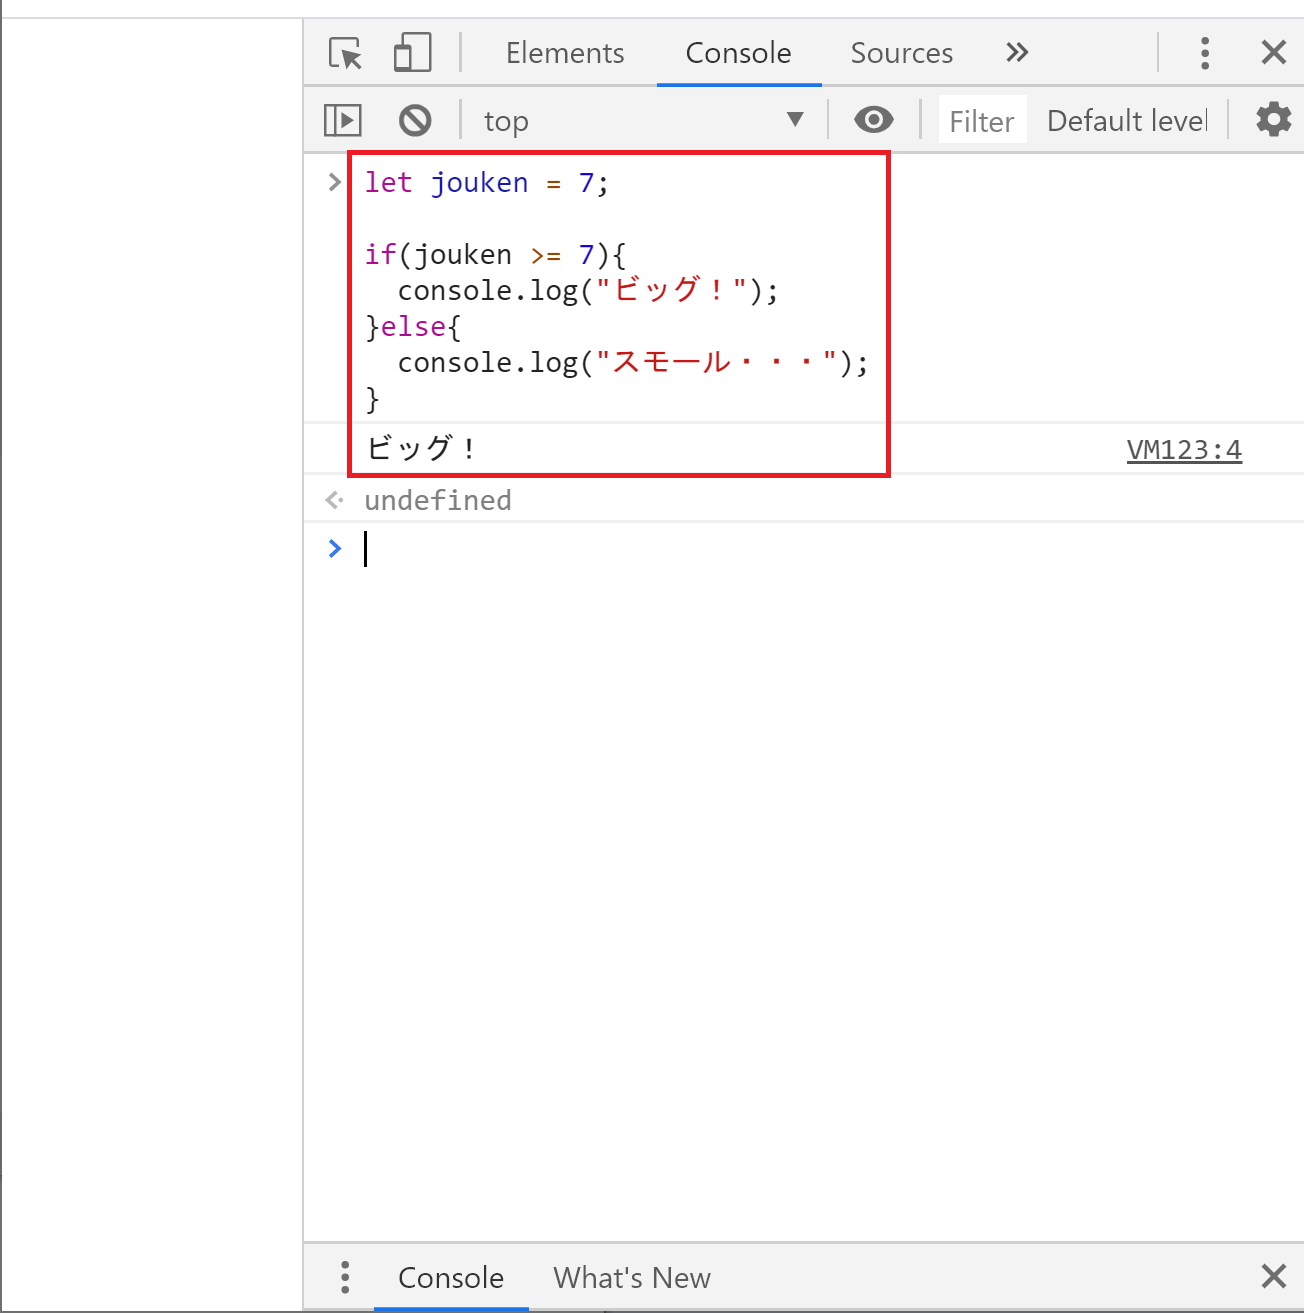 Elements Console Sources
top Filter Default level
let jouken = 7;
if(jouken >= 7){
  console.log("ビッグ！");
}else{
  console.log("スモール・・・");
}
ビッグ！ VM123:4
undefined
Console What's New